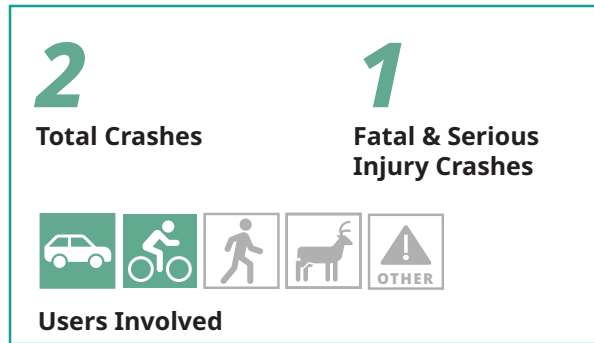 2
Total Crashes
1
Fatal & Serious
Injury Crashes
OTHER
Users Involved